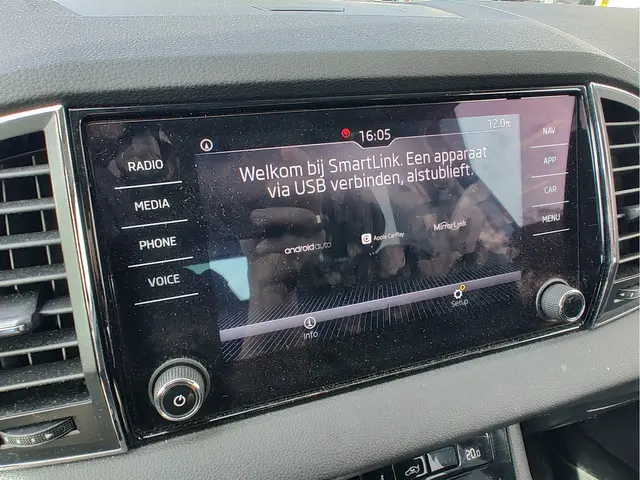 16:05
12.0°C
Welkom bij SmartLink. Een apparaat
via USB verbinden, alstublieft.
androidauto
Apple CarPlay
MirrorLink
Info
Setup
RADIO
MEDIA
PHONE
VOICE
NAV
APP
CAR
MENU
20.0